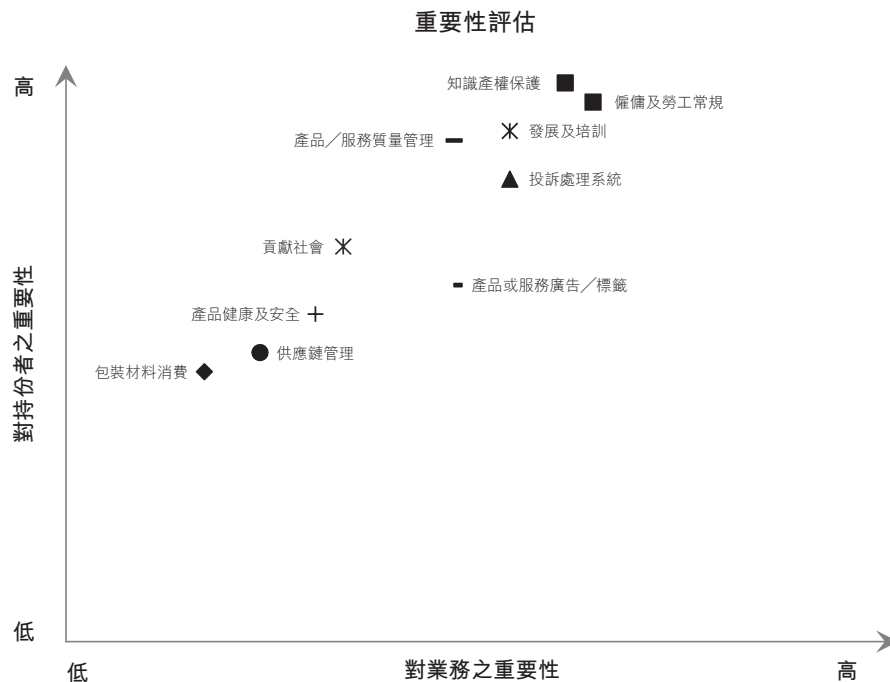 重要性評估
高
知識產權保護
僱傭及勞工常規
發展及培訓
產品／服務質量管理
投訴處理系統
貢獻社會
產品或服務廣告／標籤
產品健康及安全
供應鏈管理
包裝材料消費
對持份者之重要性
低
低
對業務之重要性
高